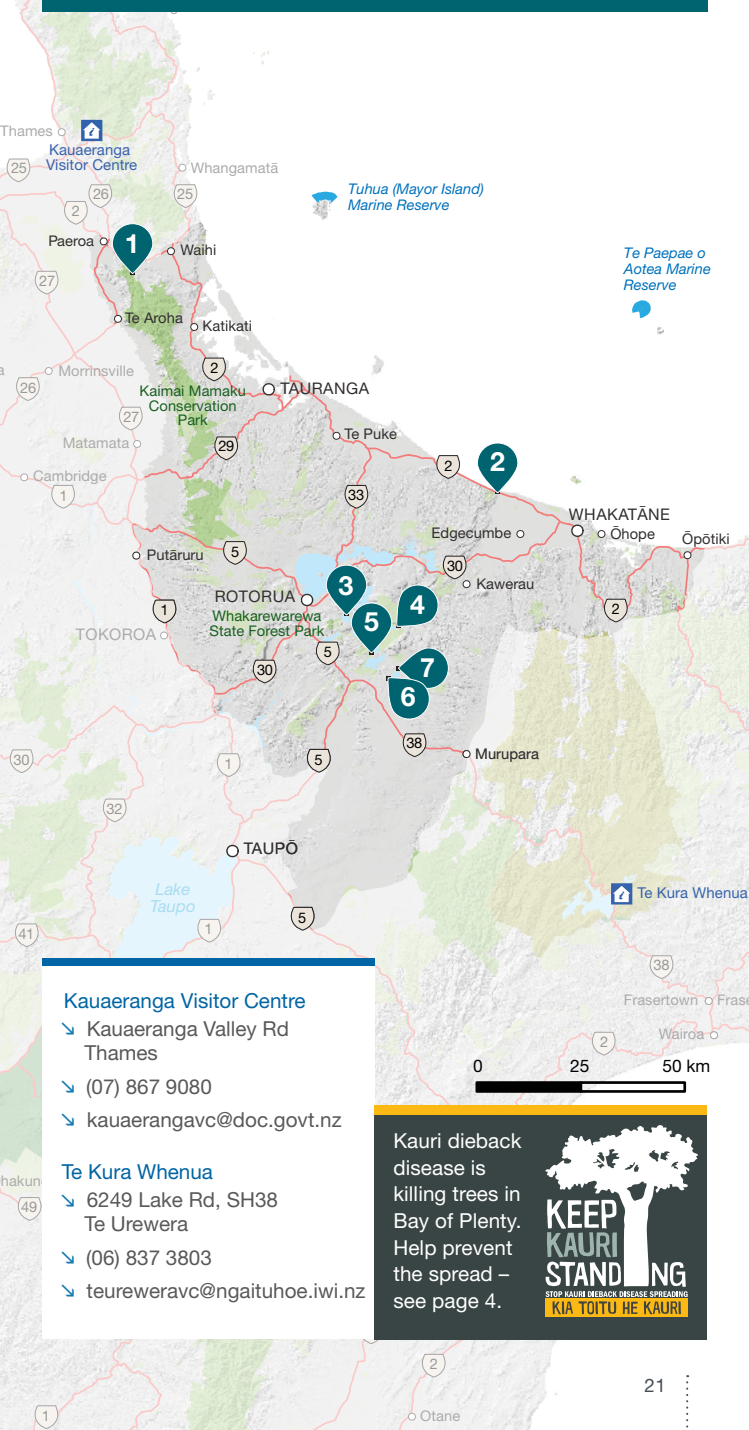 Thames
Kauaeranga
Visitor Centre
25
Whangamatā
26
25
2
Tuhua (Mayor Island)
Marine Reserve
Paeroa
1
Waihi
Te Paepae o
Aotea Marine
Reserve
27
Te Aroha
Katikati
2
Morrinsville
26
Kaimai Mamaku
Conservation
Park
TAURANGA
27
Te Puke
Matamata
29
2
2
Cambridge
1
33
WHAKATĀNE
Edgecumbe
Ōhope
Ōpōtiki
Putāruru
5
30
Kawerau
3
ROTORUA
4
1
2
Whakarewarewa
State Forest Park
5
TOKOROA
5
30
7
6
38
Murupara
30
1
5
32
TAUPŌ
Lake
Taupo
Te Kura Whenua
5
41
1
38
Frasertown
Fras
Wairoa
2
Kauaeranga Visitor Centre
Kauaeranga Valley Rd
Thames
(07) 867 9080
kauaerangavc@doc.govt.nz
Te Kura Whenua
6249 Lake Rd, SH38
Te Urewera
(06) 837 3803
teureweravc@ngaituhoe.iwi.nz
0 25 50 km
Kauri dieback
disease is
killing trees in
Bay of Plenty.
Help prevent
the spread –
see page 4.
KEEP
KAURI
STANDING
STOP KAURI DIEBACK DISEASE SPREADING
KIA TOITU HE KAURI
hakun
49
2
21
1
Otane